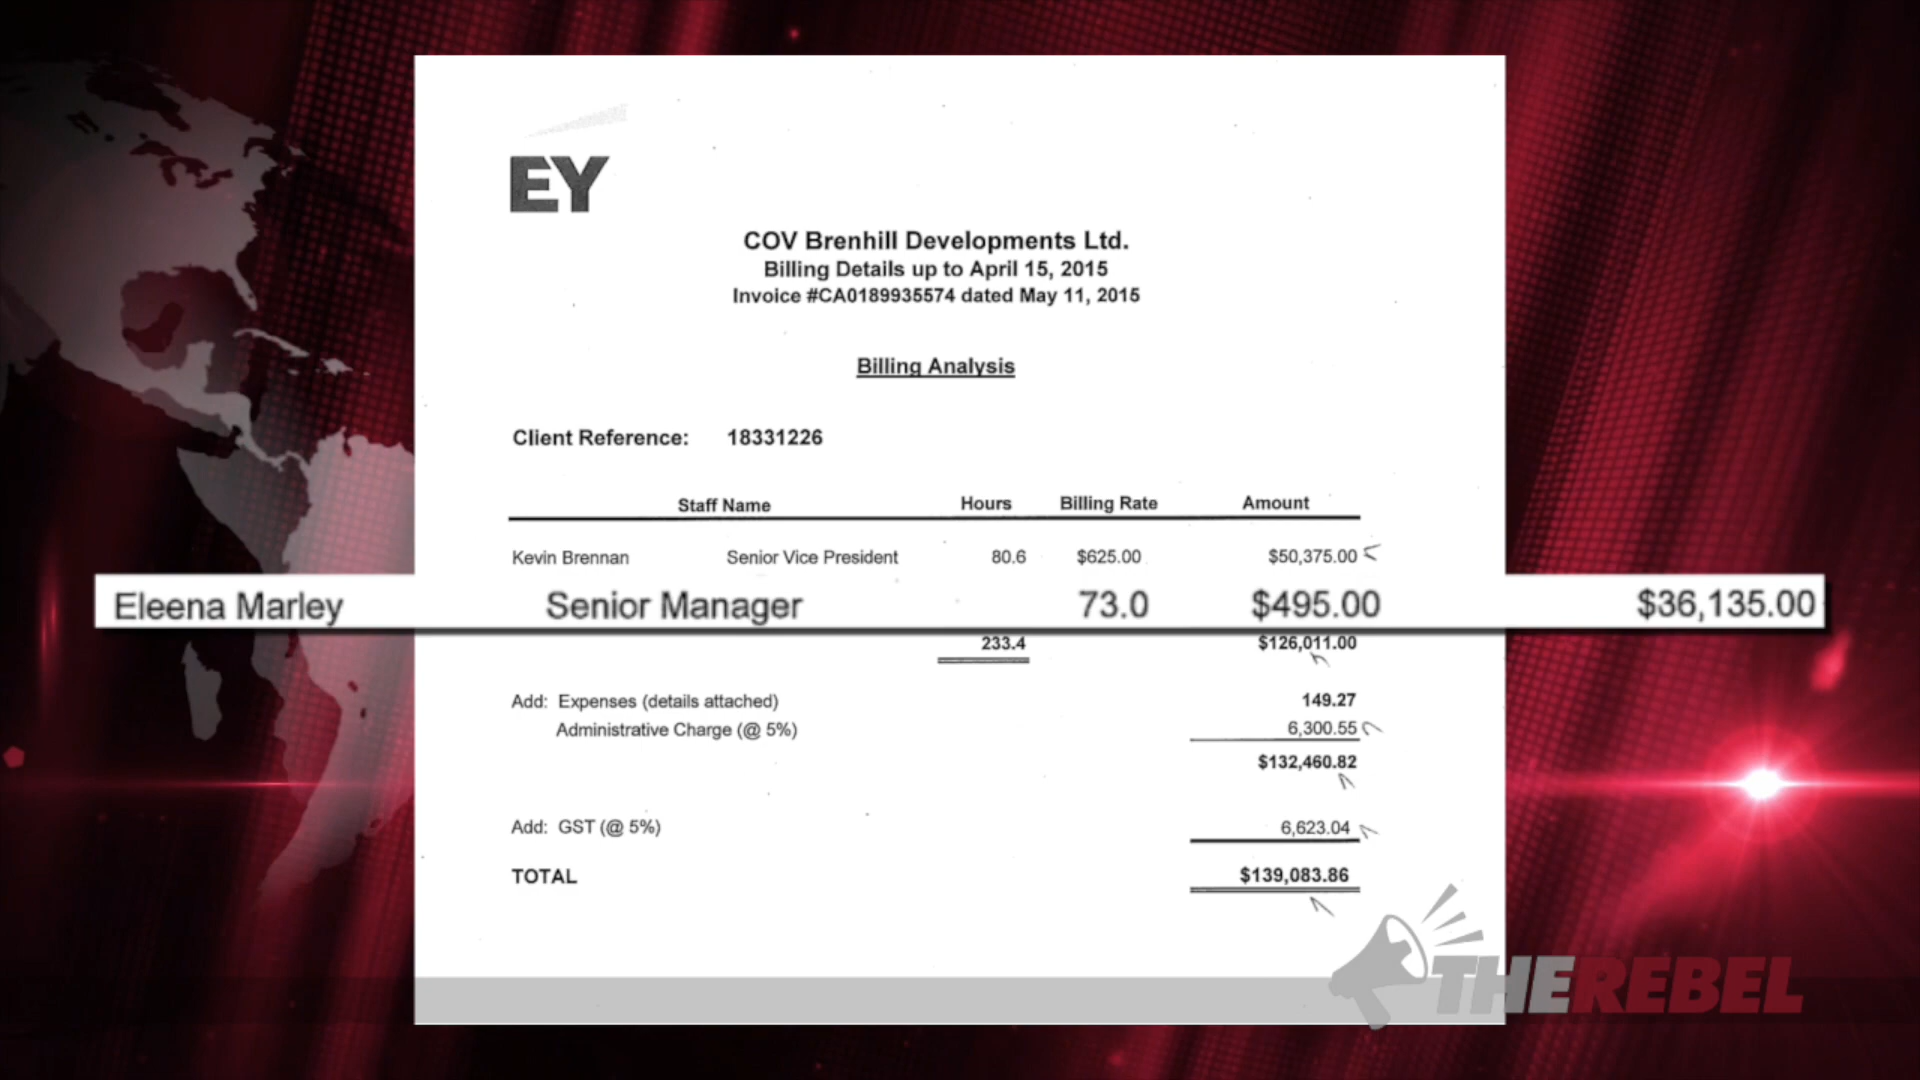 EY
COV Brenhill Developments Ltd.
Billing Details up to April 15, 2015
Invoice #CA0189935574 dated May 11, 2015
Billing Analysis
Client Reference: 18331226
Staff Name Hours Billing Rate Amount
Kevin Brennan Senior Vice President 80.6 $625.00 $50,375.00
Eleena Marley Senior Manager 73.0 $495.00 $36,135.00
233.4 $126,011.00
Add: Expenses (details attached) 149.27
Administrative Charge (@ 5%) 6,300.55
$132,460.82
Add: GST (@ 5%) 6,623.04
TOTAL $139,083.86
THEREBEL